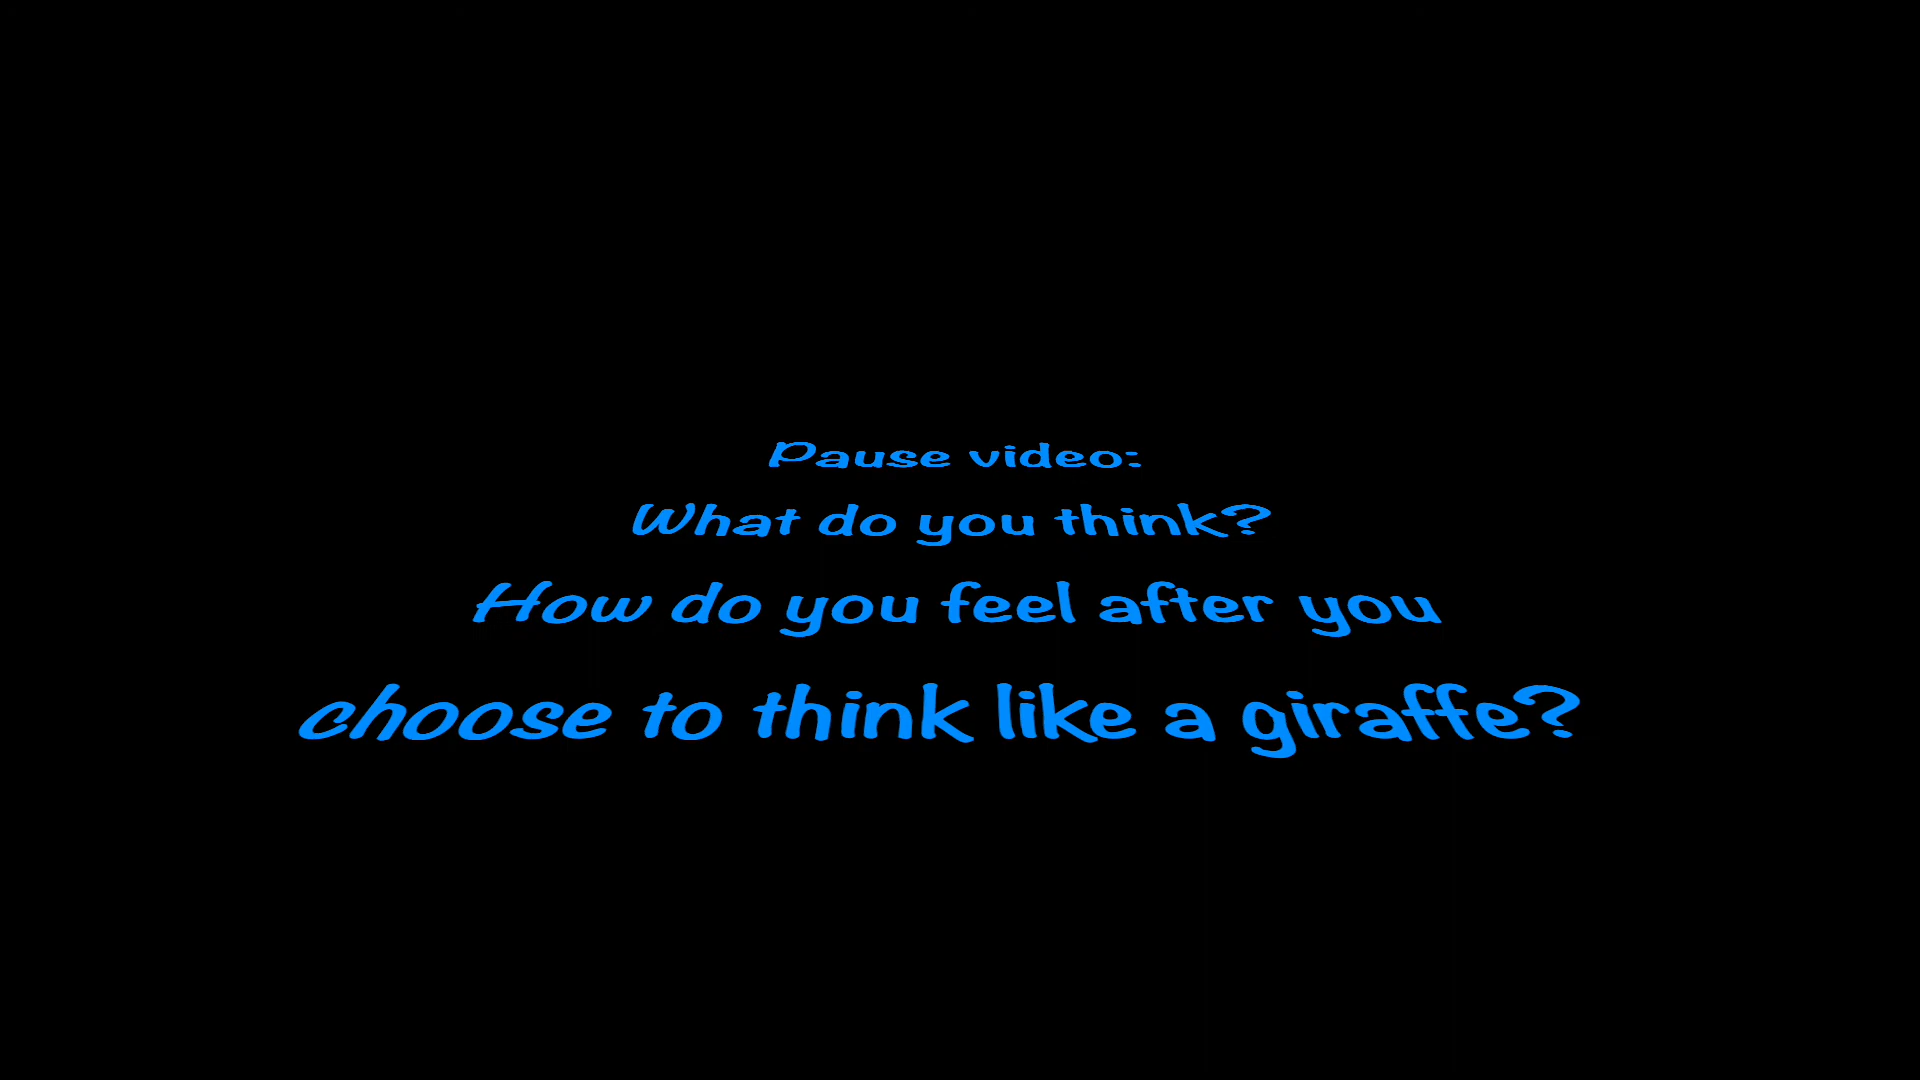 Pause video:
What do you think?
How do you feel after you
choose to think like a giraffe?